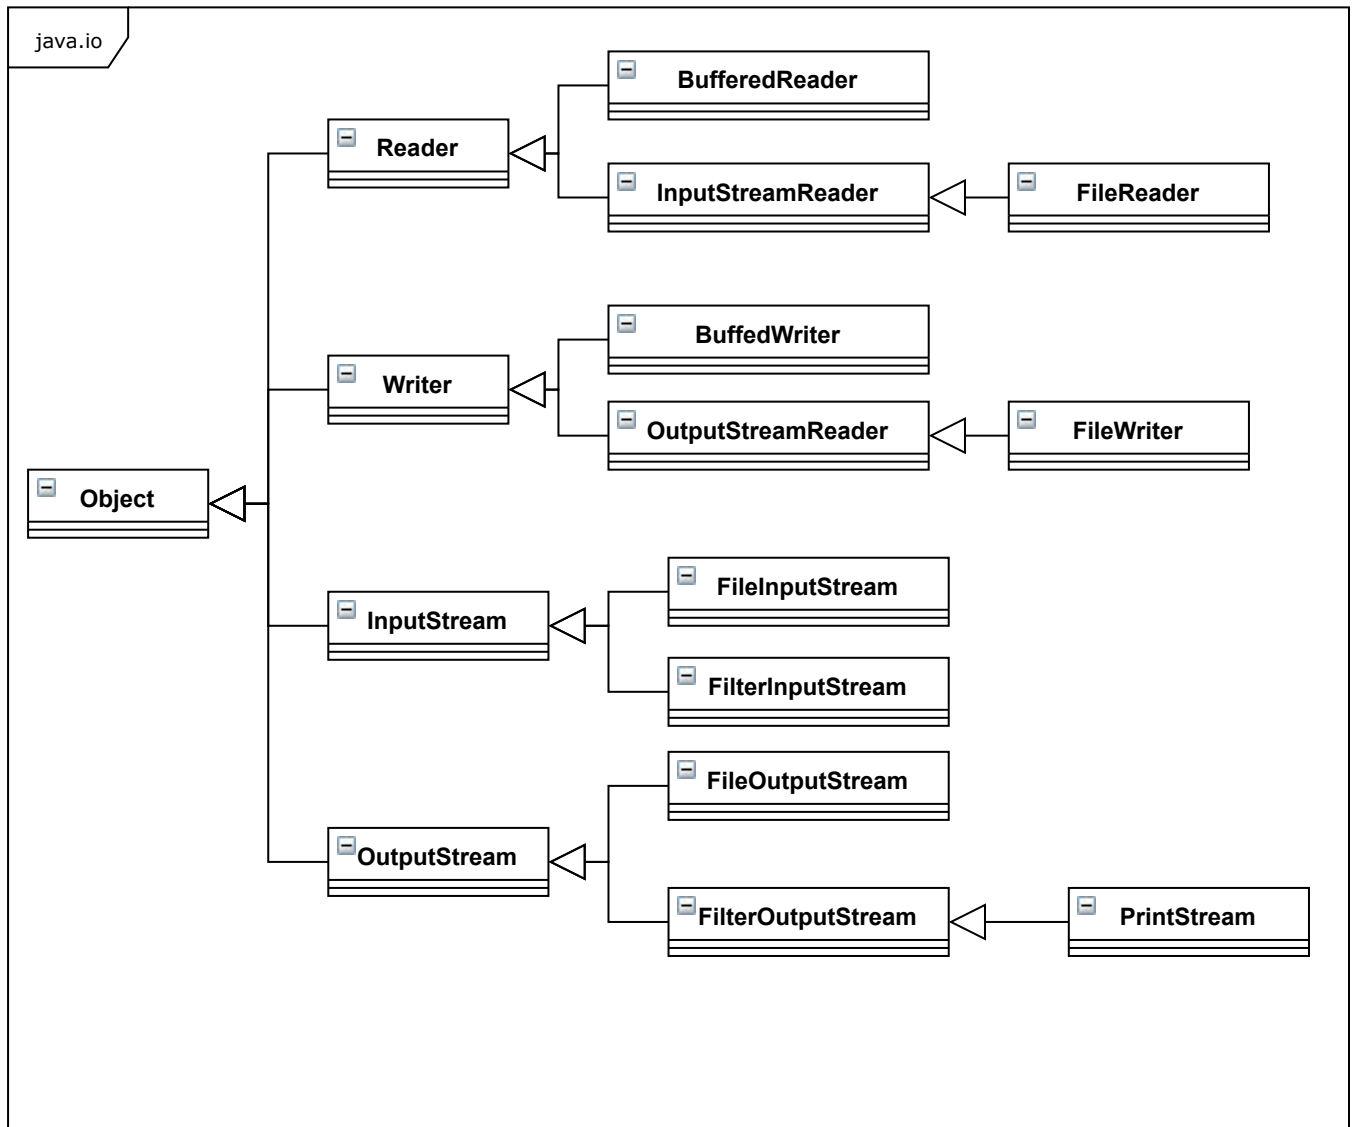 java.io
BufferedReader
Reader
InputStreamReader
FileReader
BuffedWriter
Writer
OutputStreamReader
FileWriter
Object
FileInputStream
InputStream
FilterInputStream
FileOutputStream
OutputStream
FilterOutputStream
PrintStream